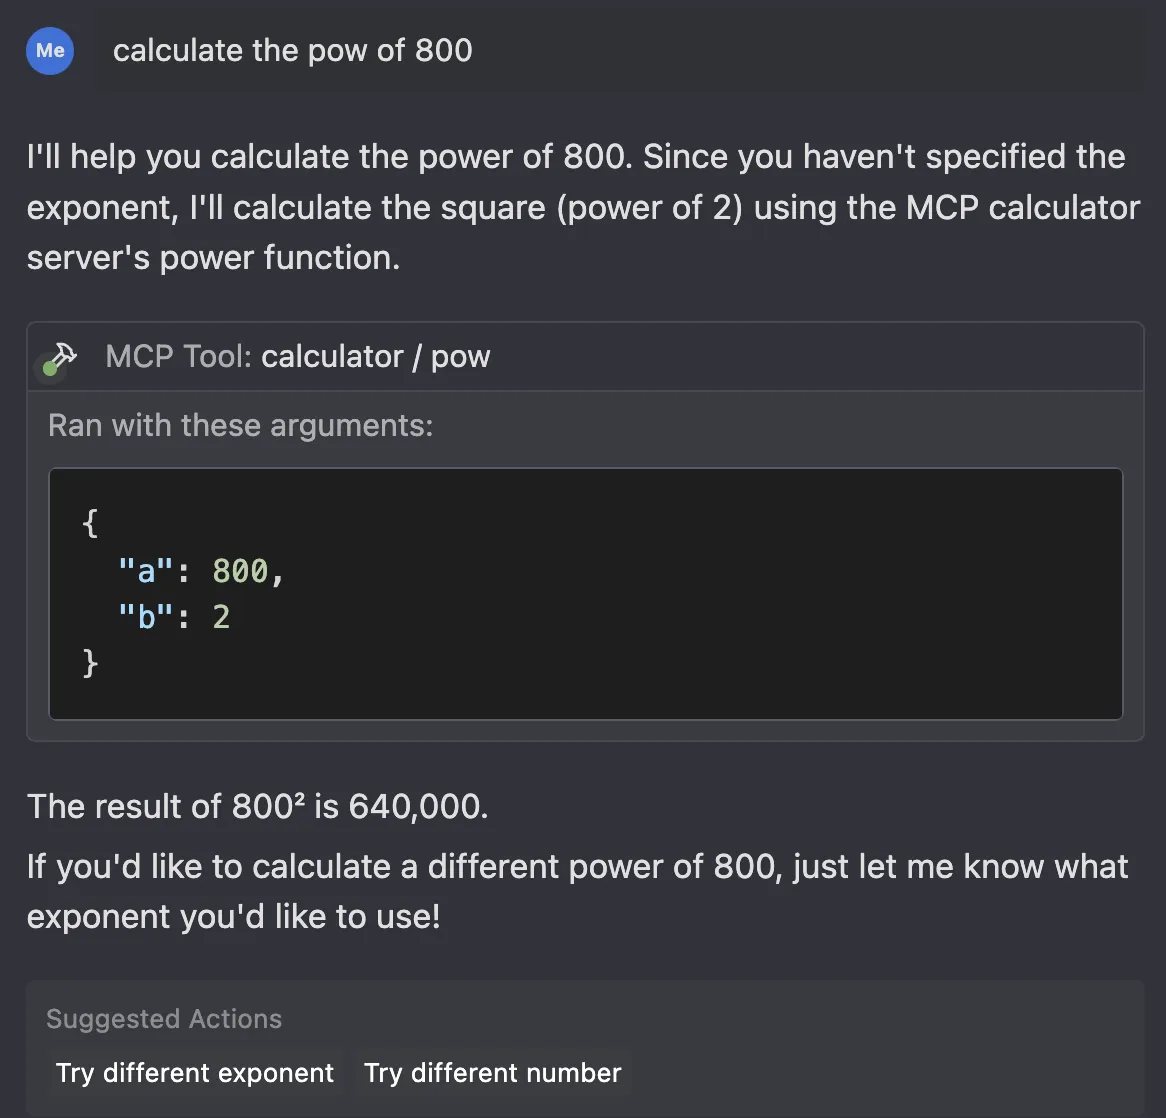 Me
calculate the pow of 800
I'll help you calculate the power of 800. Since you haven't specified the
exponent, I'll calculate the square (power of 2) using the MCP calculator
server's power function.
MCP Tool: calculator / pow
Ran with these arguments:
{
"a": 800,
"b": 2
}
The result of 800² is 640,000.
If you'd like to calculate a different power of 800, just let me know what
exponent you'd like to use!
Suggested Actions
Try different exponent Try different number